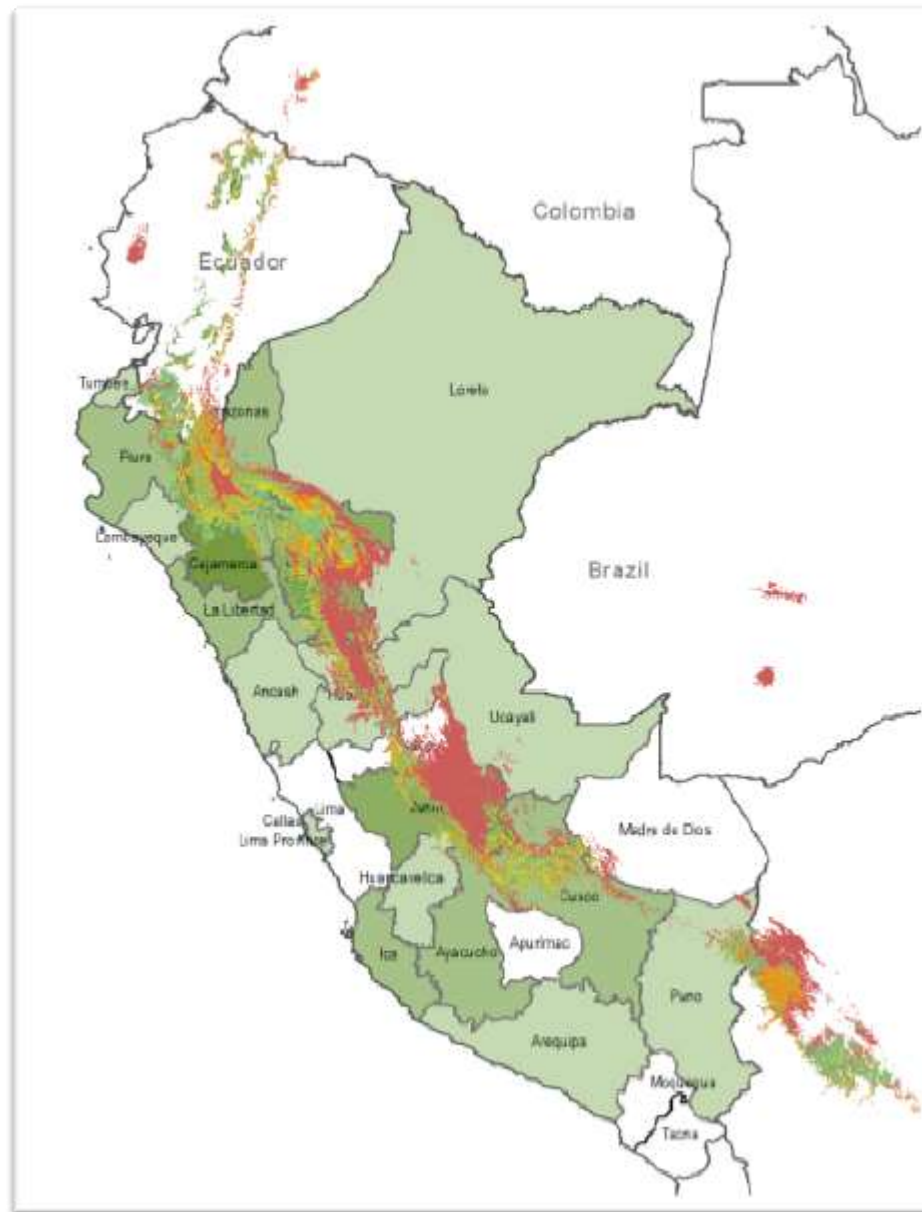 Colombia
Ecuador
Tumbes
Loreto
Piura
Lambayeque
Brazil
Cajamarca
La Libertad
Ancash
Ucayali
Lima
Madre de Dios
Callao
Huancavelica
Cusco
Ica
Ayacucho
Apurímac
Puno
Arequipa
Moquegua
Tacna